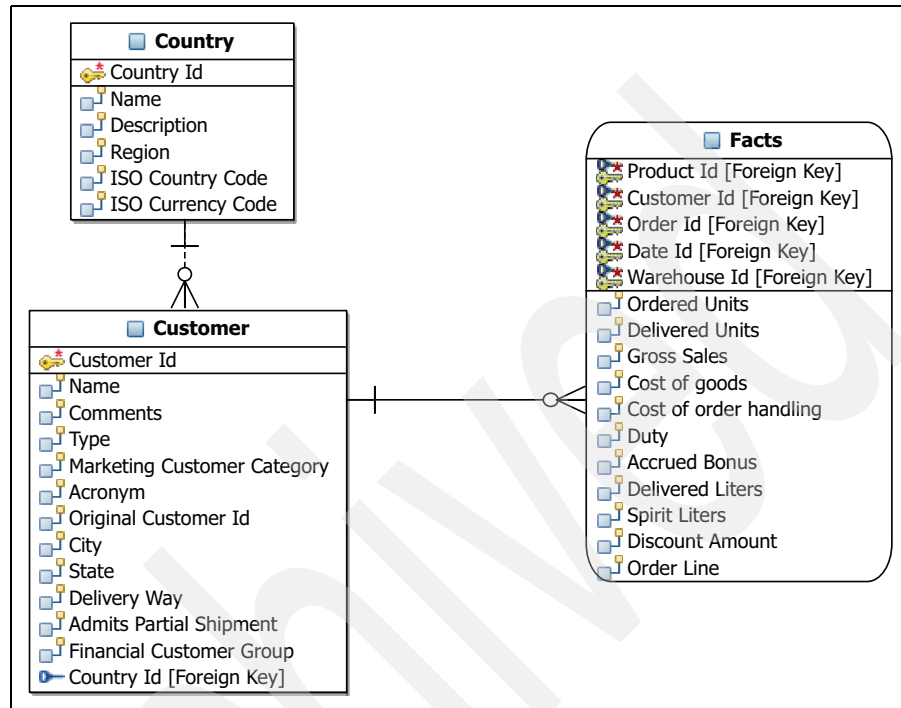 Country
Country Id
Name
Description
Region
ISO Country Code
ISO Currency Code
Customer
Customer Id
Name
Comments
Type
Marketing Customer Category
Acronym
Original Customer Id
City
State
Delivery Way
Admits Partial Shipment
Financial Customer Group
Country Id [Foreign Key]
Facts
Product Id [Foreign Key]
Customer Id [Foreign Key]
Order Id [Foreign Key]
Date Id [Foreign Key]
Warehouse Id [Foreign Key]
Ordered Units
Delivered Units
Gross Sales
Cost of goods
Cost of order handling
Duty
Accrued Bonus
Delivered Liters
Spirit Liters
Discount Amount
Order Line